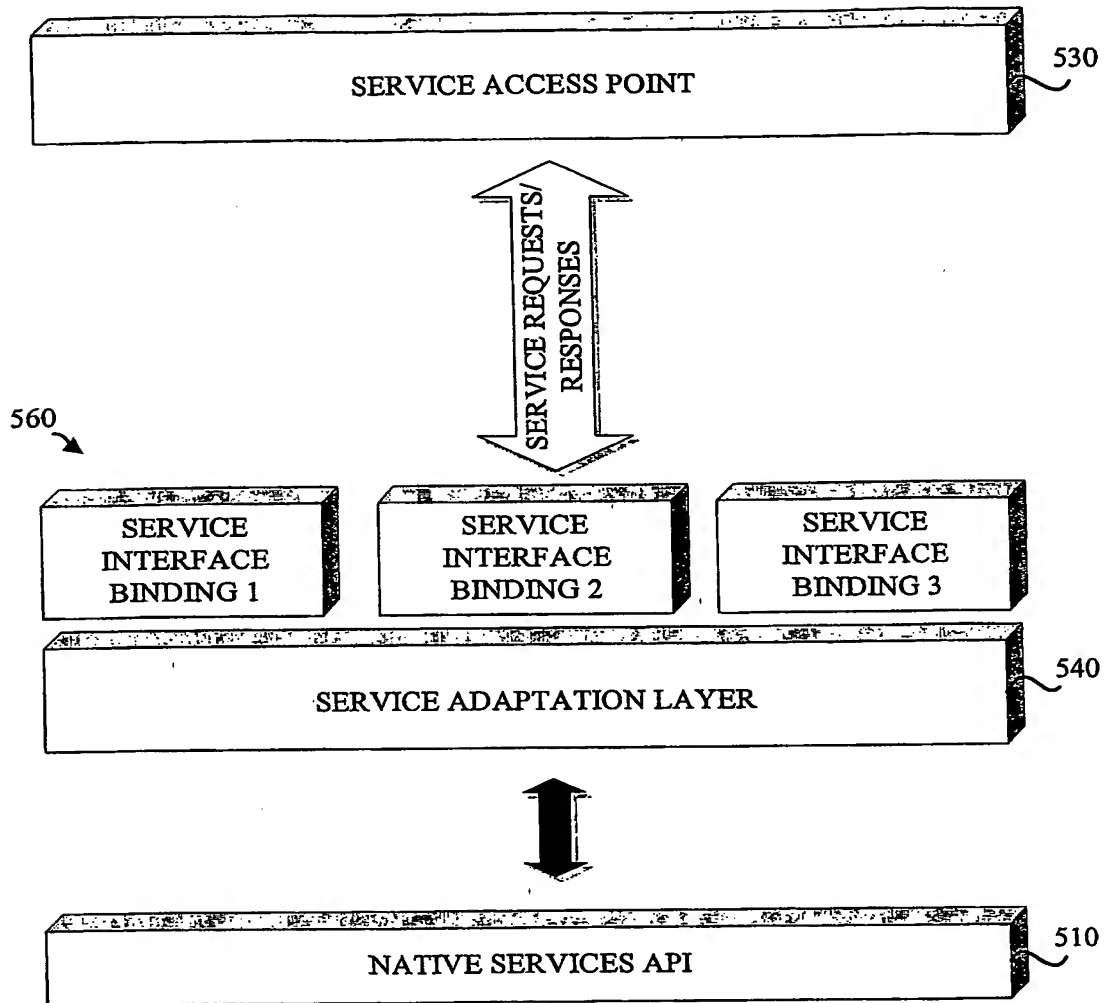 SERVICE ACCESS POINT
530
SERVICE REQUESTS/
RESPONSES
560
SERVICE
INTERFACE
BINDING 1
SERVICE
INTERFACE
BINDING 2
SERVICE
INTERFACE
BINDING 3
SERVICE ADAPTATION LAYER
540
NATIVE SERVICES API
510